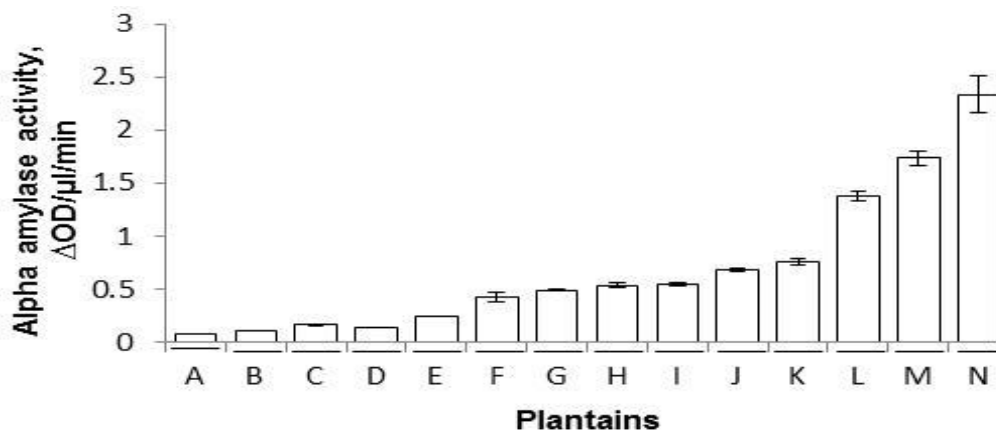 Alpha amylase activity,
ΔOD/µl/min
3
2.5
2
1.5
1
0.5
0
A B C D E F G H I J K L M N
Plantains